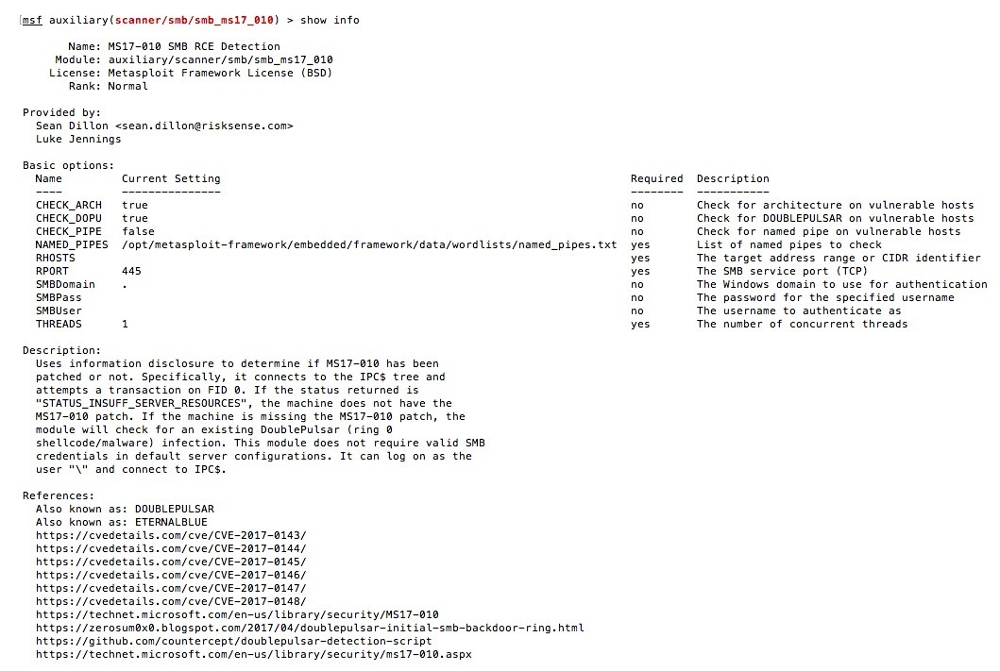 msf auxiliary(scanner/smb/smb_ms17_010) > show info

       Name: MS17-010 SMB RCE Detection
     Module: auxiliary/scanner/smb/smb_ms17_010
    License: Metasploit Framework License (BSD)
       Rank: Normal

Provided by:
  Sean Dillon <sean.dillon@risksense.com>
  Luke Jennings

Basic options:
  Name         Current Setting                                                 Required  Description
  ----         ---------------                                                 --------  -----------
  CHECK_ARCH   true                                                            no        Check for architecture on vulnerable hosts
  CHECK_DOPU   true                                                            no        Check for DOUBLEPULSAR on vulnerable hosts
  CHECK_PIPE   false                                                           no        Check for named pipe on vulnerable hosts
  NAMED_PIPES  /opt/metasploit-framework/embedded/framework/data/wordlists/named_pipes.txt  yes       List of named pipes to check
  RHOSTS                                                                       yes       The target address range or CIDR identifier
  RPORT        445                                                             yes       The SMB service port (TCP)
  SMBDomain    .                                                               no        The Windows domain to use for authentication
  SMBPass                                                                      no        The password for the specified username
  SMBUser                                                                      no        The username to authenticate as
  THREADS      1                                                               yes       The number of concurrent threads

Description:
  Uses information disclosure to determine if MS17-010 has been
  patched or not. Specifically, it connects to the IPC$ tree and
  attempts a transaction on FID 0. If the status returned is
  "STATUS_INSUFF_SERVER_RESOURCES", the machine does not have the
  MS17-010 patch. If the machine is missing the MS17-010 patch, the
  module will check for an existing DoublePulsar (ring 0
  shellcode/malware) infection. This module does not require valid SMB
  credentials in default server configurations. It can log on as the
  user "\" and connect to IPC$.

References:
  Also known as: DOUBLEPULSAR
  Also known as: ETERNALBLUE
  https://cvedetails.com/cve/CVE-2017-0143/
  https://cvedetails.com/cve/CVE-2017-0144/
  https://cvedetails.com/cve/CVE-2017-0145/
  https://cvedetails.com/cve/CVE-2017-0146/
  https://cvedetails.com/cve/CVE-2017-0147/
  https://cvedetails.com/cve/CVE-2017-0148/
  https://technet.microsoft.com/en-us/library/security/MS17-010
  https://zerosum0x0.blogspot.com/2017/04/doublepulsar-initial-smb-backdoor-ring.html
  https://github.com/countercept/doublepulsar-detection-script
  https://technet.microsoft.com/en-us/library/security/ms17-010.aspx